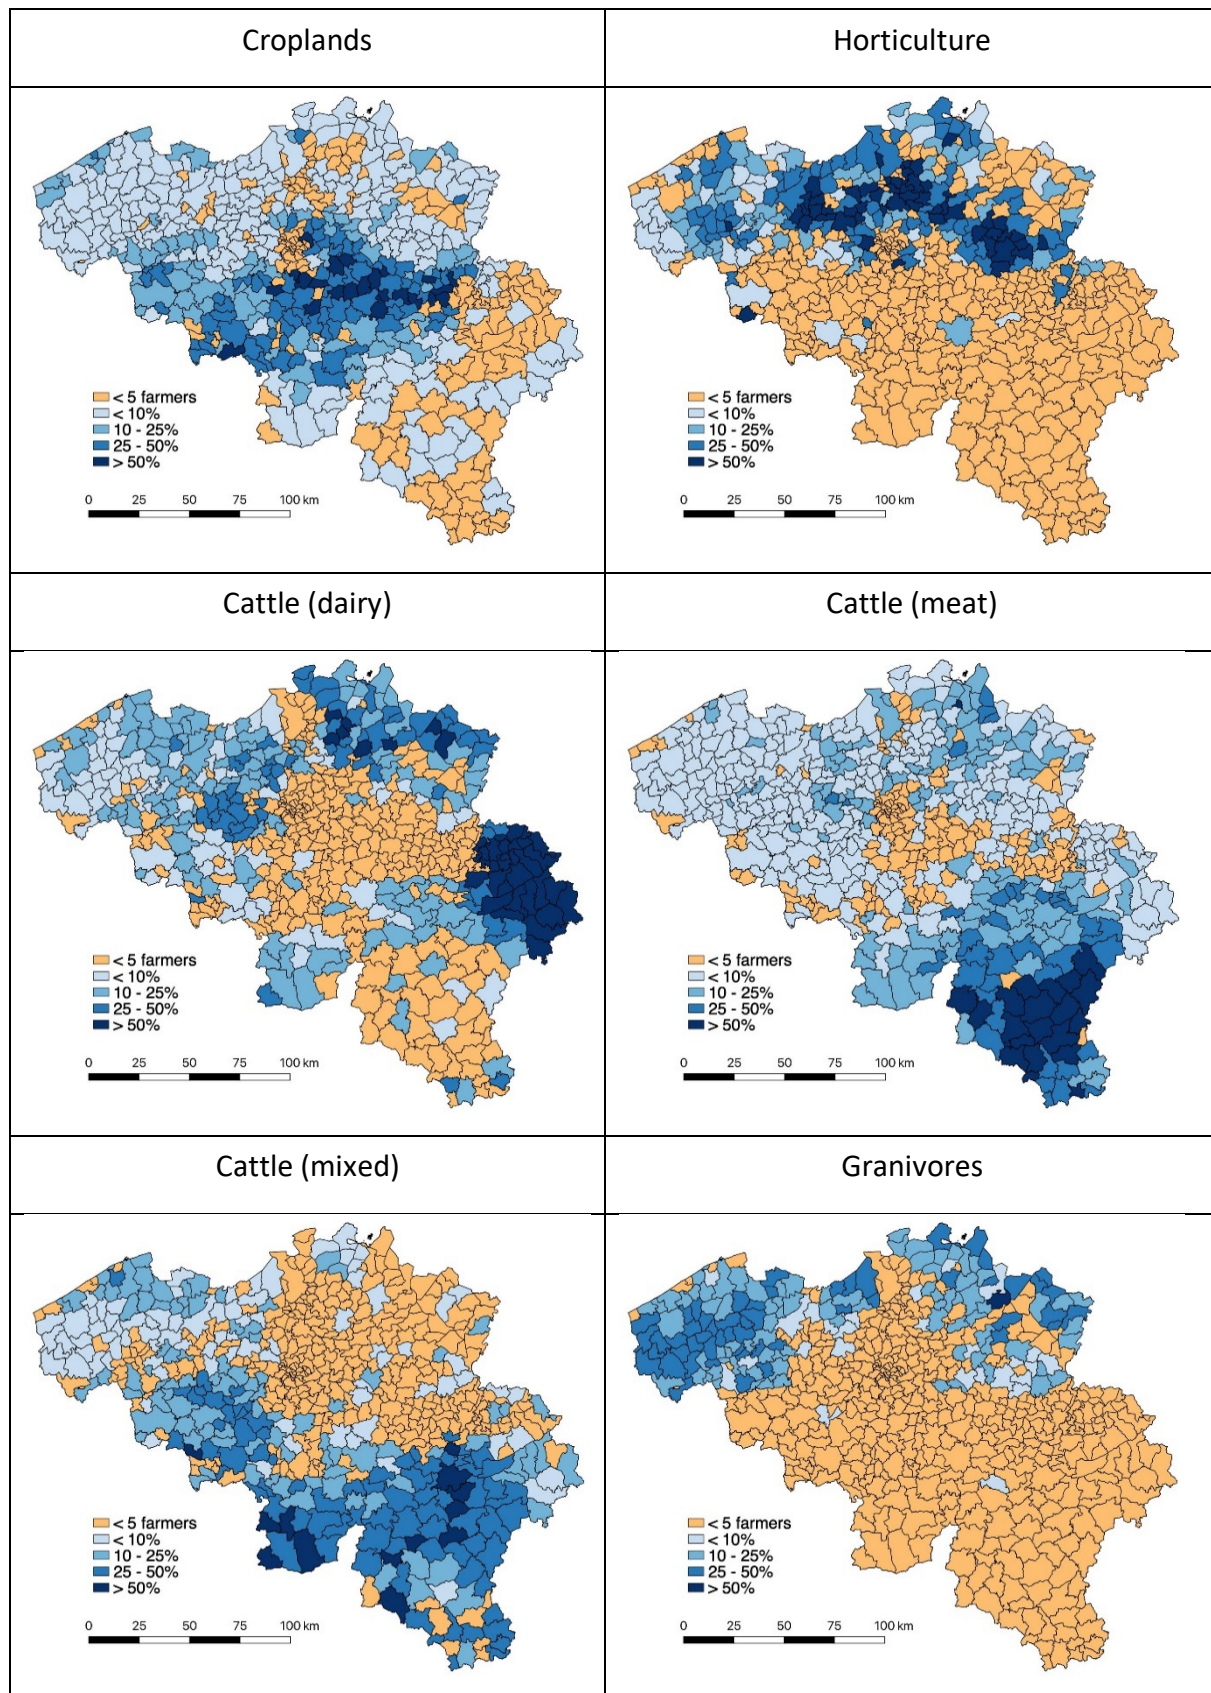 Croplands
Horticulture
< 5 farmers
< 10%
10 - 25%
25 - 50%
> 50%
0 25 50 75 100 km
< 5 farmers
< 10%
10 - 25%
25 - 50%
> 50%
0 25 50 75 100 km
Cattle (dairy)
Cattle (meat)
< 5 farmers
< 10%
10 - 25%
25 - 50%
> 50%
0 25 50 75 100 km
< 5 farmers
< 10%
10 - 25%
25 - 50%
> 50%
0 25 50 75 100 km
Cattle (mixed)
Granivores
< 5 farmers
< 10%
10 - 25%
25 - 50%
> 50%
0 25 50 75 100 km
< 5 farmers
< 10%
10 - 25%
25 - 50%
> 50%
0 25 50 75 100 km